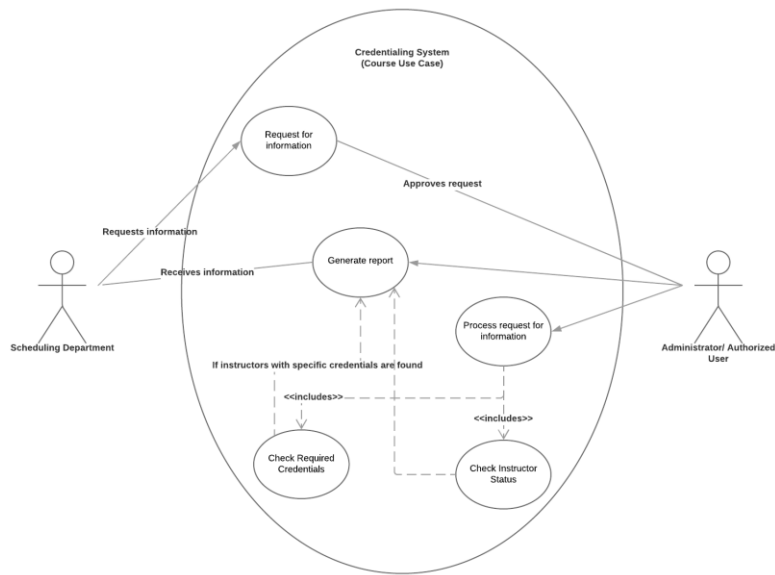 Credentialing System
(Course Use Case)
Request for
information
Approves request
Requests information
Receives information
Generate report
Process request for
information
Scheduling Department
Administrator/ Authorized
User
If instructors with specific credentials are found
<<includes>>
<<includes>>
Check Required
Credentials
Check Instructor
Status